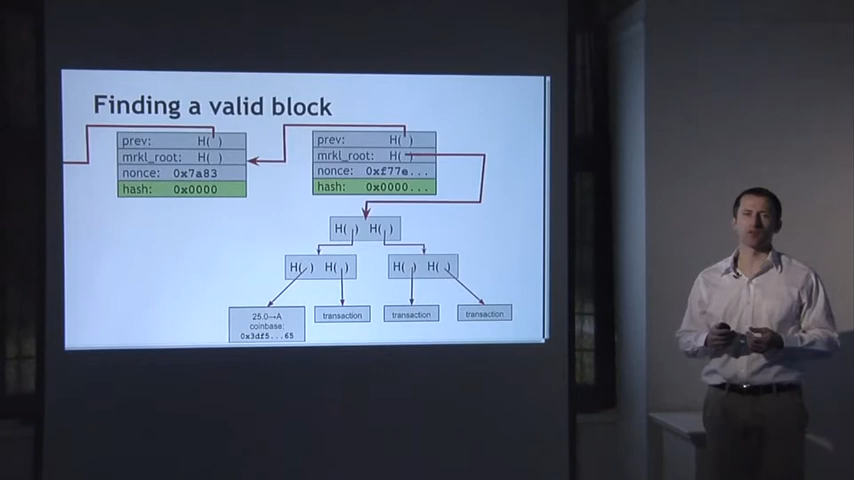 Finding a valid block
prev: H( )
mrkl_root: H( )
nonce: 0x7a83
hash: 0x0000
prev: H( )
mrkl_root: H( )
nonce: 0xf77e...
hash: 0x0000...
H( ) H( )
H( ) H( )
H( ) H( )
25.0→A
coinbase:
0x3df5...65
transaction
transaction
transaction